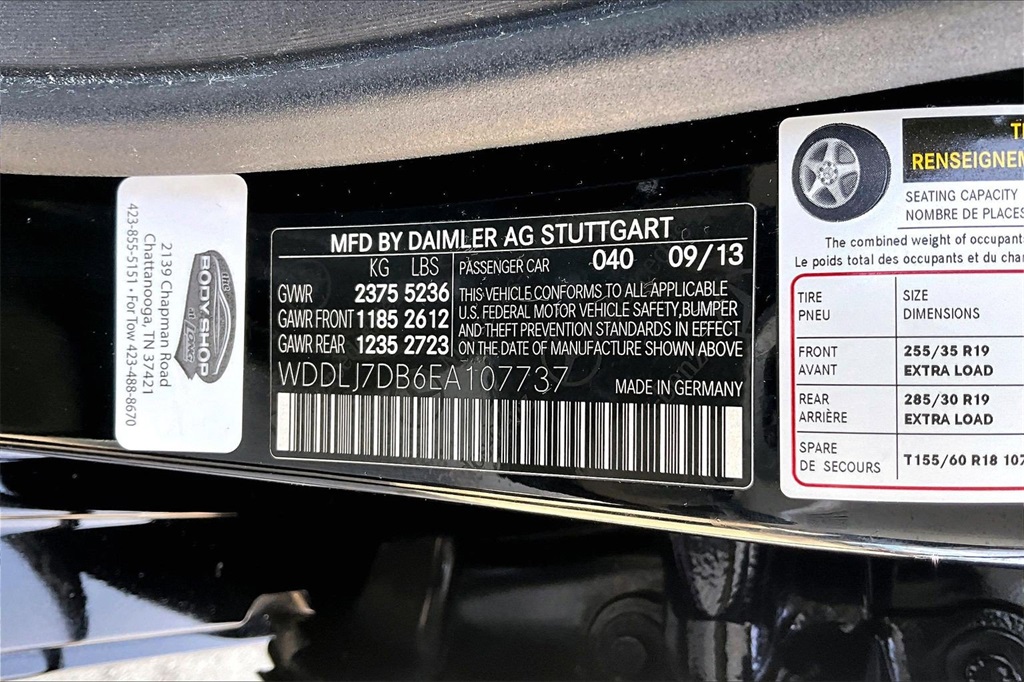 2139 Chapman Road
Chattanooga, TN 37421
423-855-5151 • For Tow 423-488-8670
the
BODY SHOP
MFD BY DAIMLER AG STUTTGART
KG LBS
PASSENGER CAR 040 09/13
GVWR 2375 5236
GAWR FRONT 1185 2612
GAWR REAR 1235 2723
THIS VEHICLE CONFORMS TO ALL APPLICABLE
U.S. FEDERAL MOTOR VEHICLE SAFETY, BUMPER
AND THEFT PREVENTION STANDARDS IN EFFECT
ON THE DATE OF MANUFACTURE SHOWN ABOVE
WDDLJ7DB6EA107737
MADE IN GERMANY
RENSEIGNEM
SEATING CAPACITY
NOMBRE DE PLACES
The combined weight of occupant
Le poids total des occupants et du cha
TIRE
PNEU
SIZE
DIMENSIONS
FRONT
AVANT
255/35 R19
EXTRA LOAD
REAR
ARRIÈRE
285/30 R19
EXTRA LOAD
SPARE
DE SECOURS
T155/60 R18 107